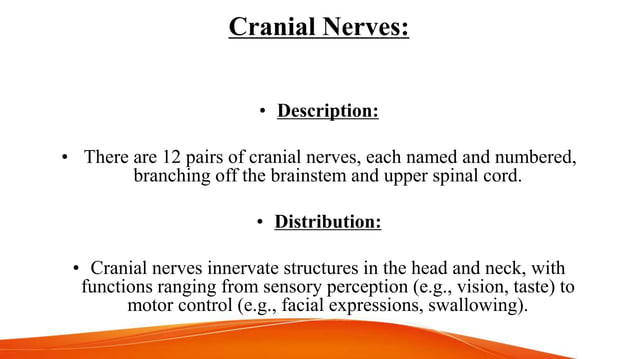 Cranial Nerves:
• Description:
• There are 12 pairs of cranial nerves, each named and numbered,
branching off the brainstem and upper spinal cord.
• Distribution:
• Cranial nerves innervate structures in the head and neck, with
functions ranging from sensory perception (e.g., vision, taste) to
motor control (e.g., facial expressions, swallowing).